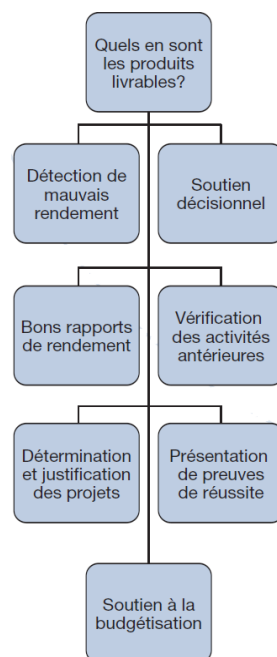 Quels en sont
les produits
livrables?
Détection de
mauvais
rendement
Soutien
décisionnel
Bons rapports
de rendement
Vérification
des activités
antérieures
Détermination
et justification
des projets
Présentation
de preuves
de réussite
Soutien à la
budgétisation